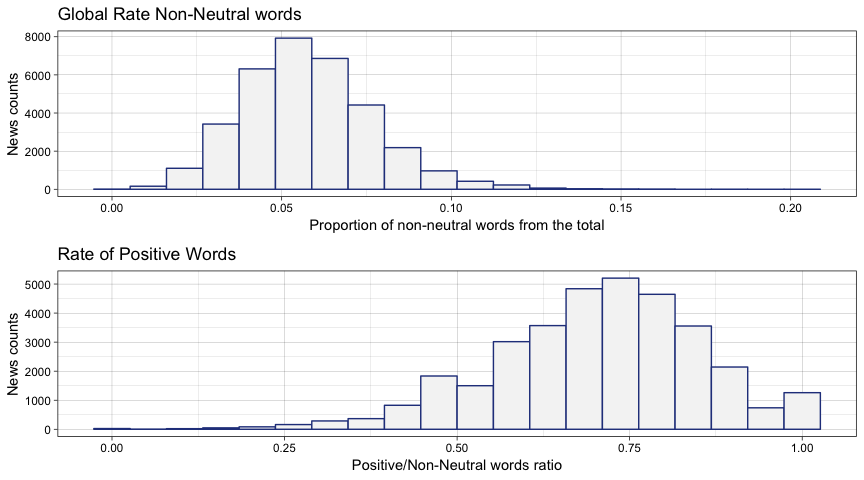 Global Rate Non-Neutral words
8000
6000
4000
2000
0
News counts
0.00 0.05 0.10 0.15 0.20
Proportion of non-neutral words from the total
Rate of Positive Words
5000
4000
3000
2000
1000
0
News counts
0.00 0.25 0.50 0.75 1.00
Positive/Non-Neutral words ratio